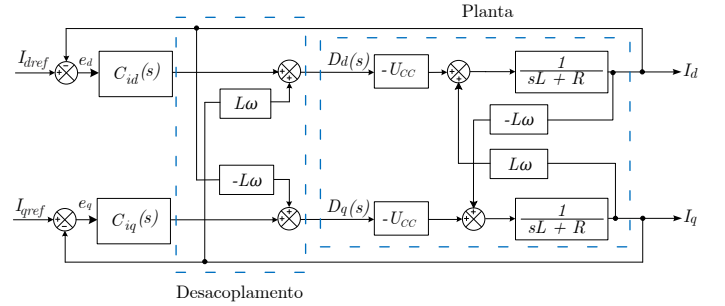 Planta
I_dref
e_d
C_id(s)
D_d(s)
-U_CC
1
sL + R
I_d
Lω
-Lω
-Lω
Lω
I_qref
e_q
C_iq(s)
D_q(s)
-U_CC
1
sL + R
I_q
Desacoplamento